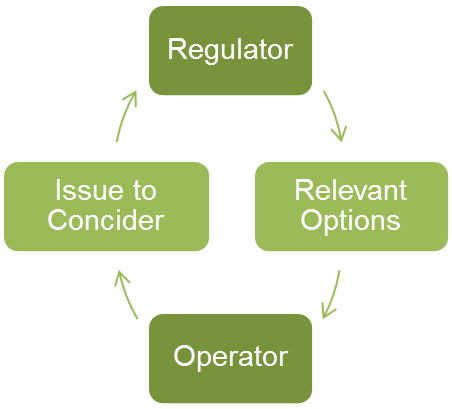 Regulator
Issue to
Concider
Relevant
Options
Operator